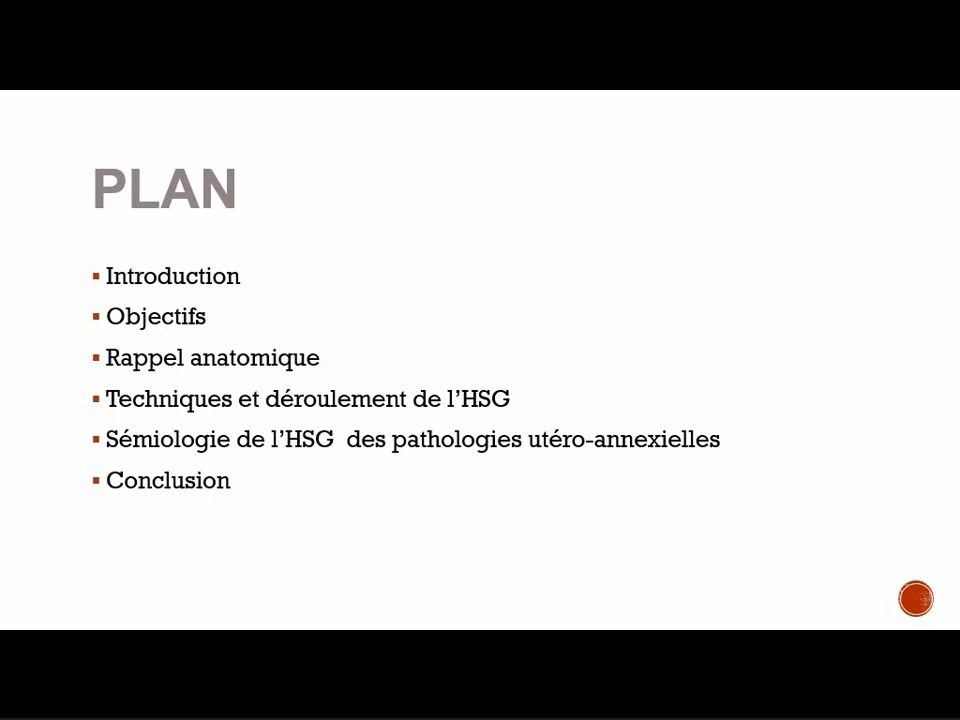 PLAN
▪ Introduction
▪ Objectifs
▪ Rappel anatomique
▪ Techniques et déroulement de l’HSG
▪ Sémiologie de l’HSG  des pathologies utéro-annexielles
▪ Conclusion